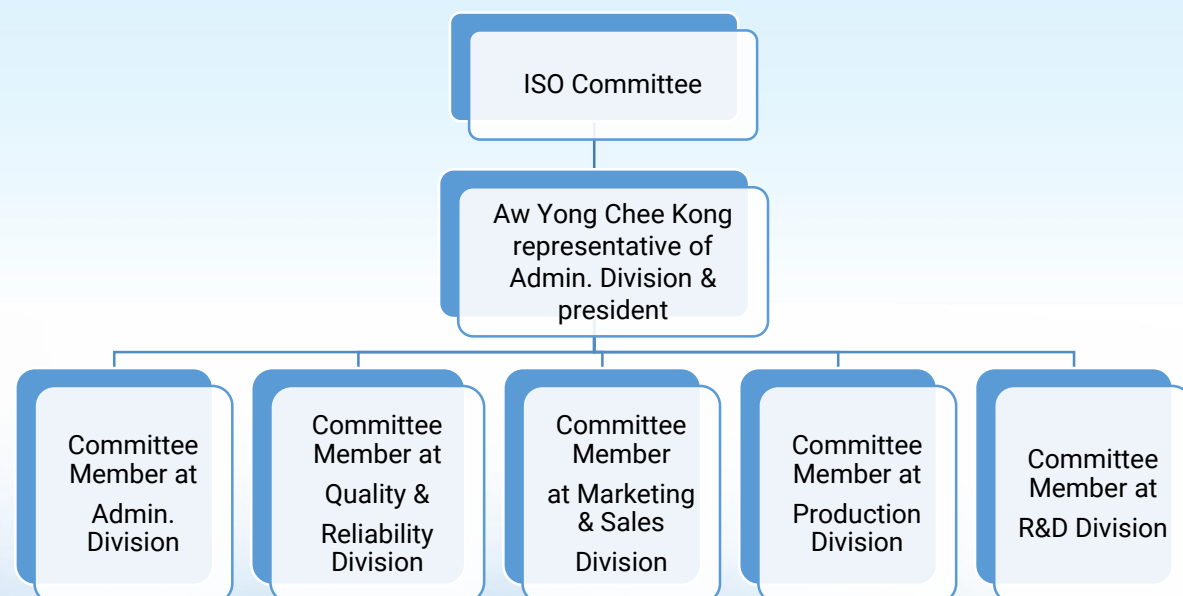 ISO Committee
Aw Yong Chee Kong
representative of
Admin. Division &
president
Committee
Member at
Admin.
Division
Committee
Member at
Quality &
Reliability
Division
Committee
Member
at Marketing
& Sales
Division
Committee
Member at
Production
Division
Committee
Member at
R&D Division